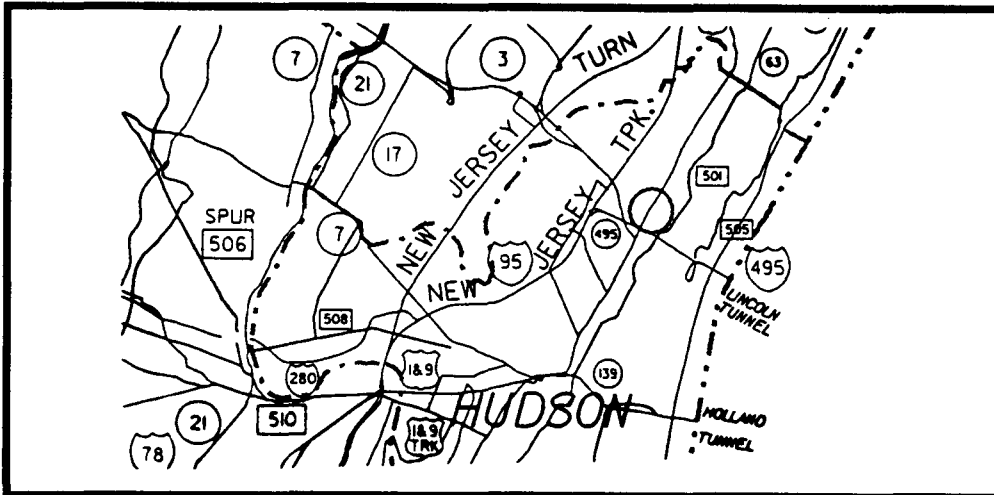 7
3
TURN
63
21
17
JERSEY
TPK.
501
SPUR
506
7
NEW
NEW
95
JERSEY
495
505
495
LINCOLN
TUNNEL
508
280
1&9
139
HUDSON
HOLLAND
TUNNEL
21
510
1&9
TRK
78